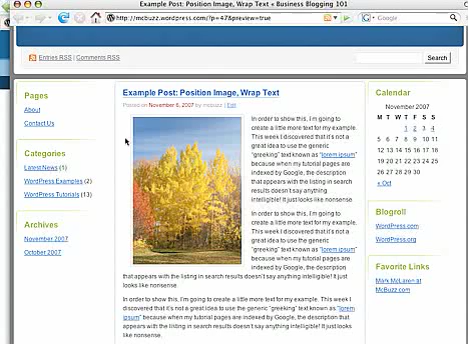 Example Post: Position Image, Wrap Text « Business Blogging 101
http://mcbuzz.wordpress.com/?p=47&preview=true
Google
Entries RSS | Comments RSS
Search
Pages
About
Contact Us
Categories
Latest News (1)
WordPress Examples (2)
WordPress Tutorials (13)
Archives
November 2007
October 2007
Example Post: Position Image, Wrap Text
Posted on November 5, 2007 by mcbuzz | Edit
In order to show this, I'm going to
create a little more text for my example.
This week I discovered that it's not a
great idea to use the generic
"greeking" text known as "lorem ipsum"
because when my tutorial pages are
indexed by Google, the description
that appears with the listing in search
results doesn't say anything
intelligible! It just looks like nonsense.
In order to show this, I'm going to
create a little more text for my
example. This week I discovered that
it's not a great idea to use the generic
"greeking" text known as "lorem ipsum"
because when my tutorial pages are
indexed by Google, the description
that appears with the listing in search results doesn't say anything intelligible! It just
looks like nonsense.
In order to show this, I'm going to create a little more text for my example. This week I
discovered that it's not a great idea to use the generic "greeking" text known as "lorem
ipsum" because when my tutorial pages are indexed by Google, the description that
appears with the listing in search results doesn't say anything intelligible! It just looks
like nonsense.
Calendar
November 2007
M T W T F S S
1 2 3 4
5 6 7 8 9 10 11
12 13 14 15 16 17 18
19 20 21 22 23 24 25
26 27 28 29 30
« Oct
Blogroll
WordPress.com
WordPress.org
Favorite Links
Mark McLaren at
McBuzz.com